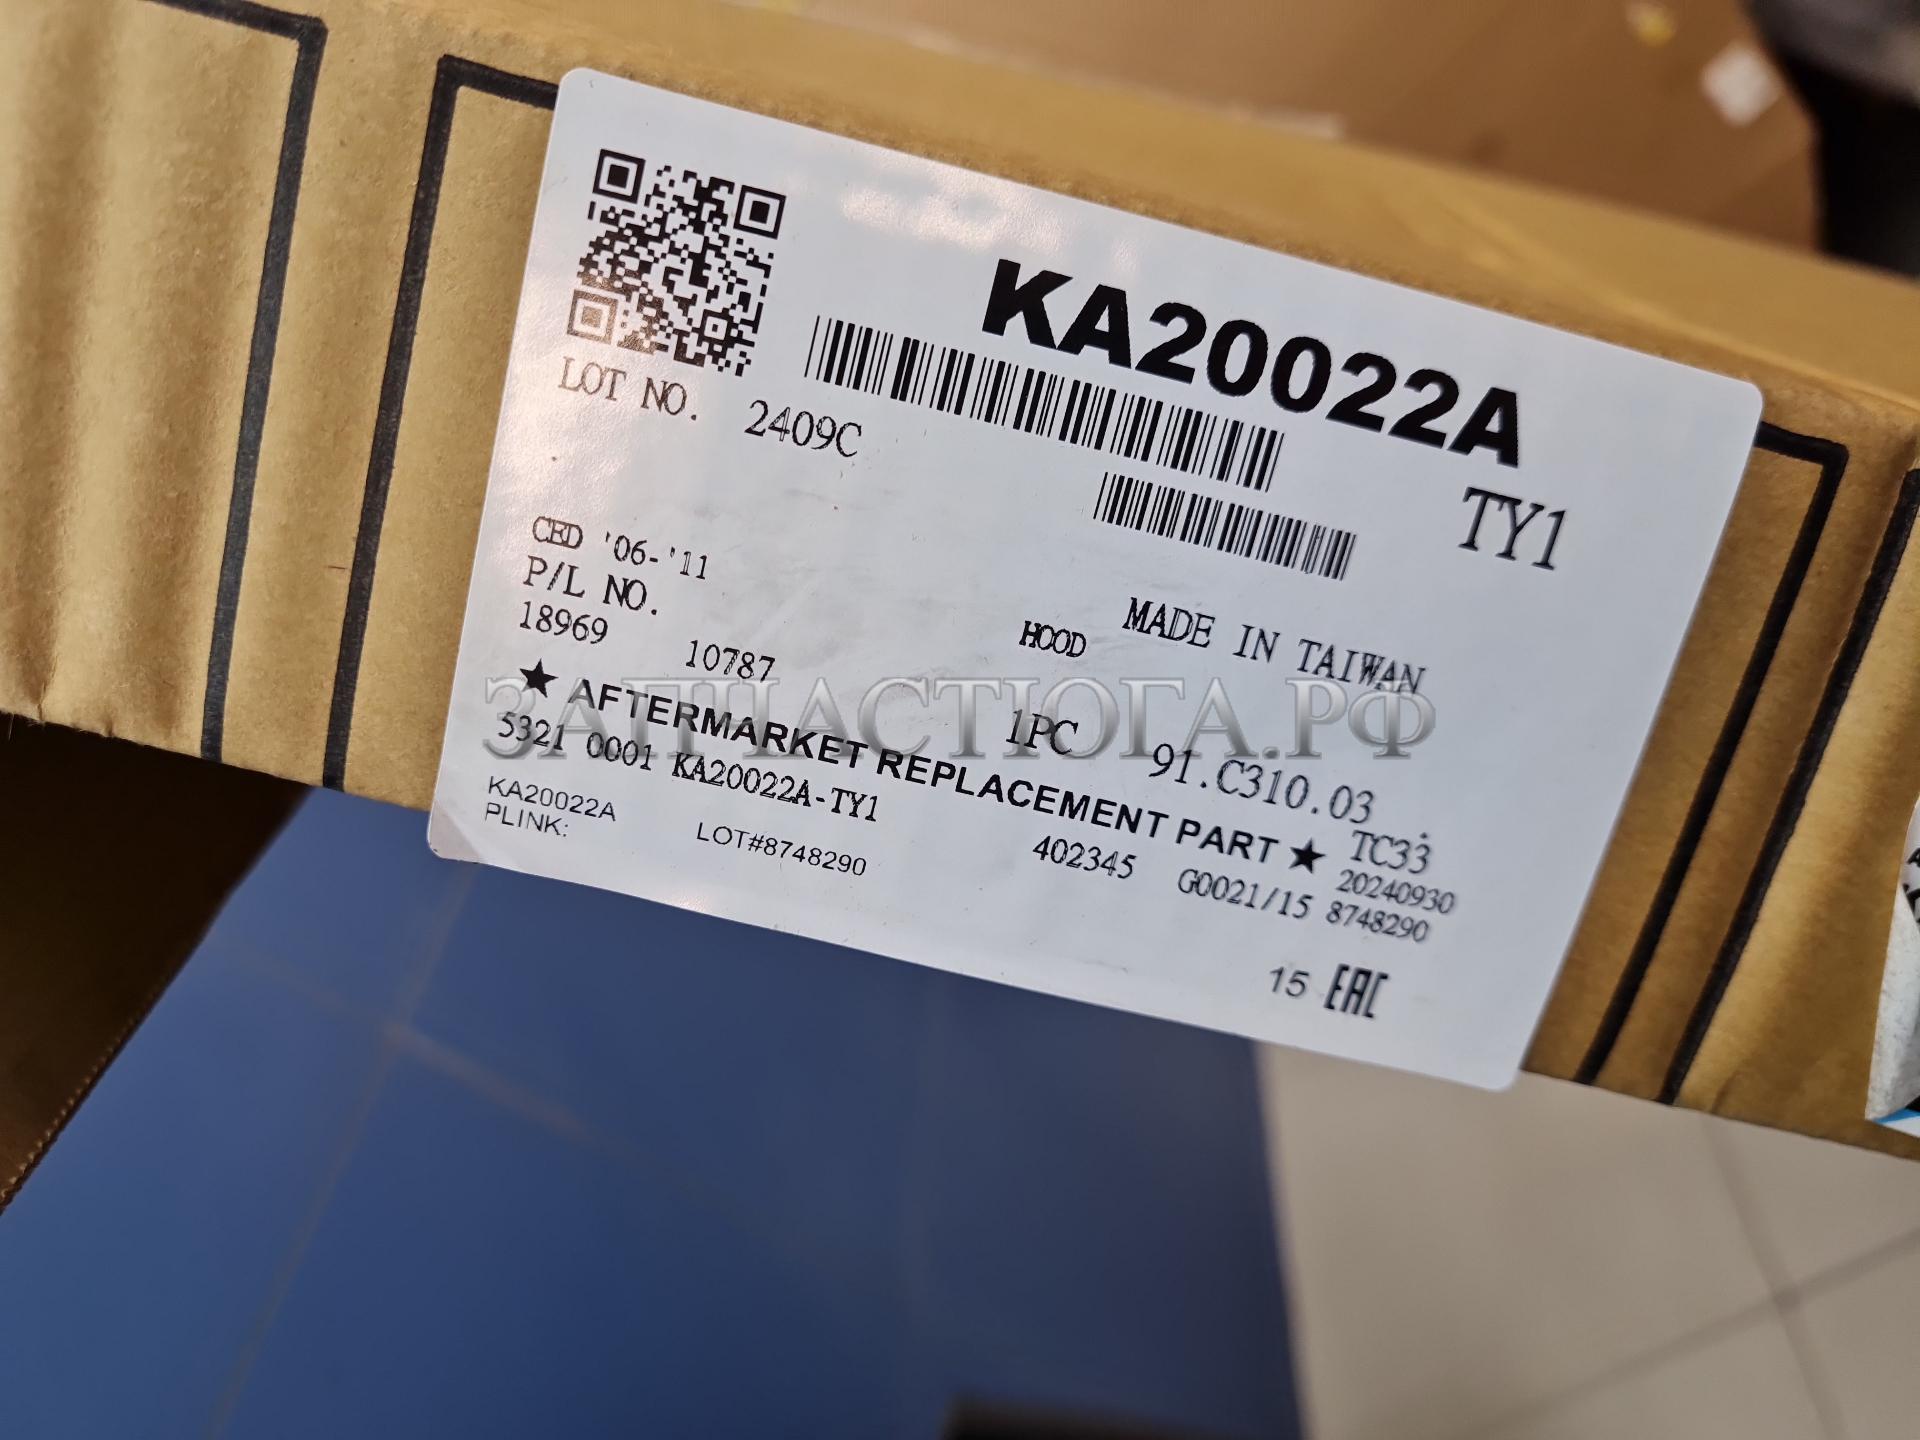 KA20022A
LOT NO. 2409C
TY1
CED '06-'11
P/L NO.
HOOD
MADE IN TAIWAN
18969 10787
1PC
91.C310.03
★ AFTERMARKET REPLACEMENT PART ★
TC33
5321 0001 KA20022A-TY1
402345
G0021/15
20240930
8748290
KA20022A
PLINK:
LOT#8748290
15 EAC
ЗАПЧАСТЮГА.РФ